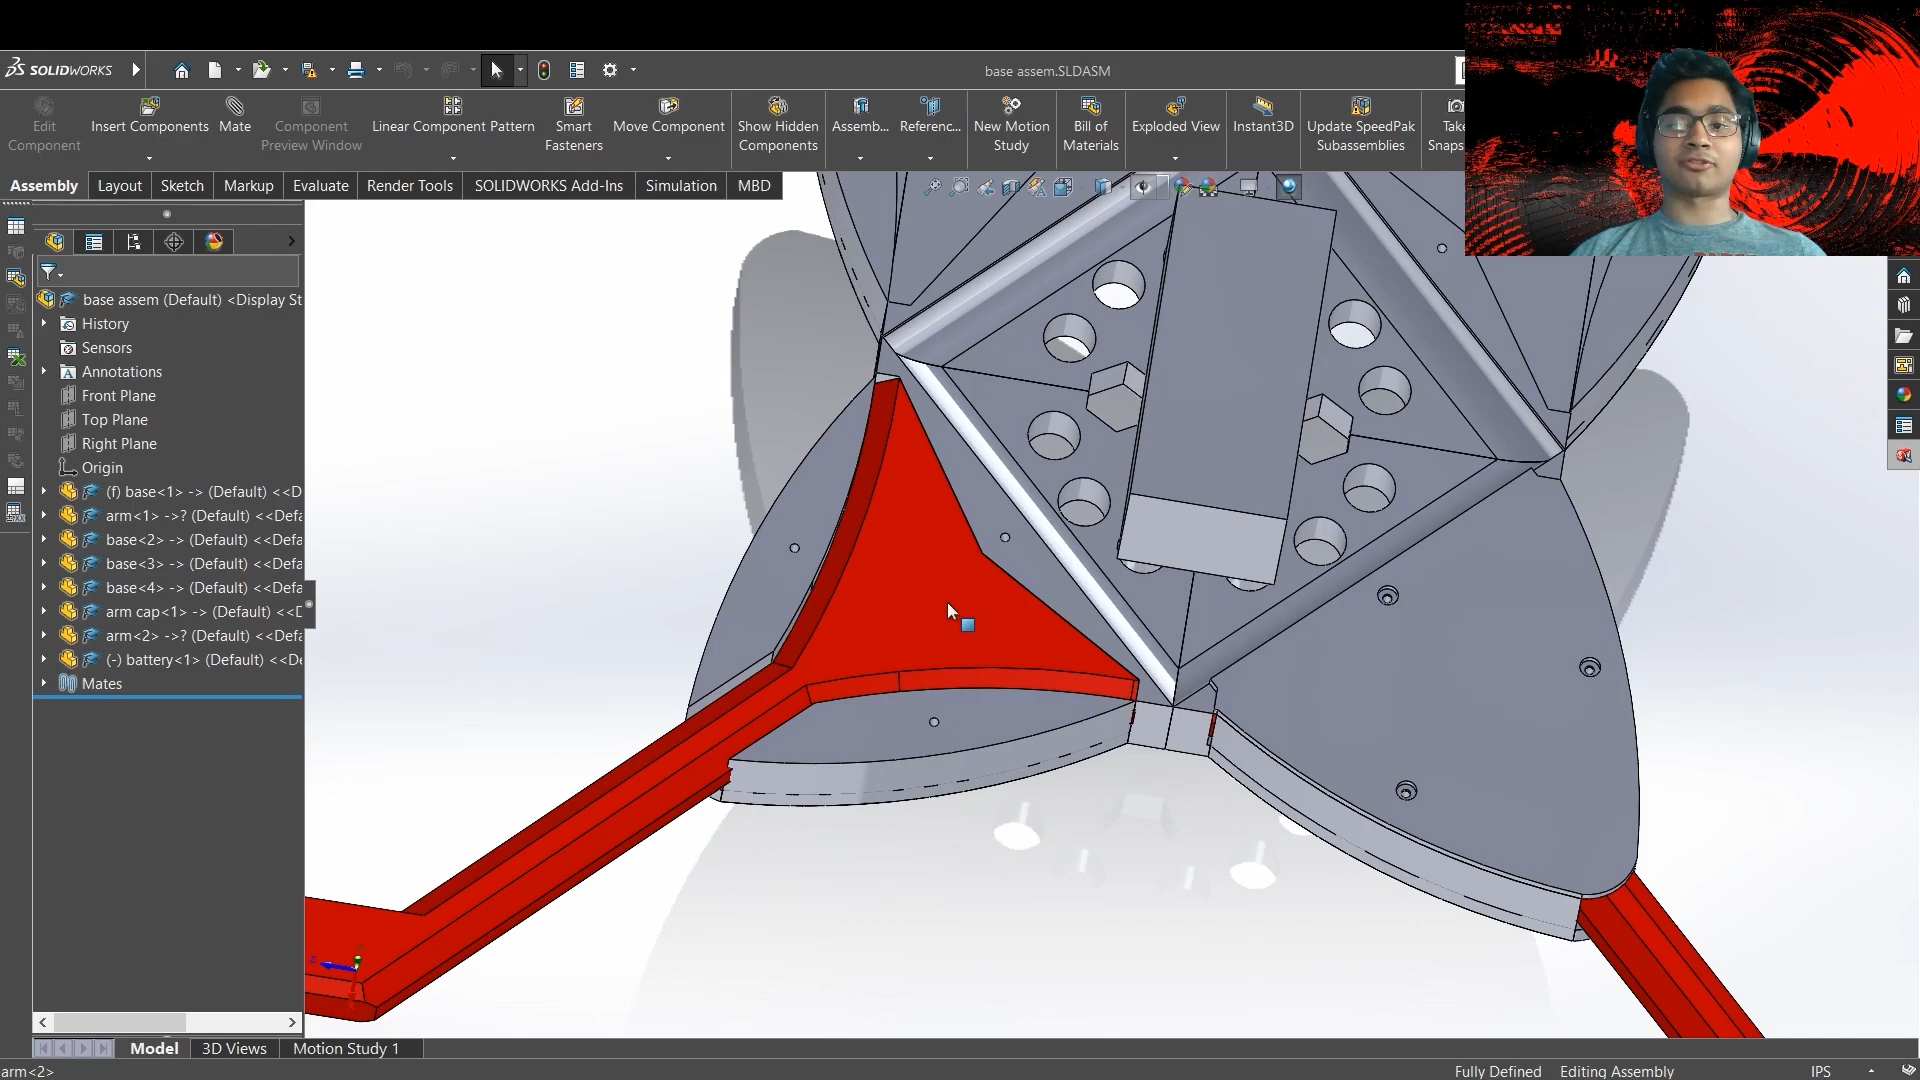 SOLIDWORKS
base assem.SLDASM
Edit Component
Insert Components
Mate
Component Preview Window
Linear Component Pattern
Smart Fasteners
Move Component
Show Hidden Components
Assemb...
Referenc...
New Motion Study
Bill of Materials
Exploded View
Instant3D
Update SpeedPak Subassemblies
Take Snaps
Assembly
Layout
Sketch
Markup
Evaluate
Render Tools
SOLIDWORKS Add-Ins
Simulation
MBD
base assem (Default) <Display St
History
Sensors
Annotations
Front Plane
Top Plane
Right Plane
Origin
(f) base<1> -> (Default) <<D
arm<1> ->? (Default) <<Defa
base<2> -> (Default) <<Defa
base<3> -> (Default) <<Defa
base<4> -> (Default) <<Defa
arm cap<1> -> (Default) <<D
arm<2> ->? (Default) <<Defa
(-) battery<1> (Default) <<De
Mates
Model
3D Views
Motion Study 1
arm<2>
Fully Defined
Editing Assembly
IPS